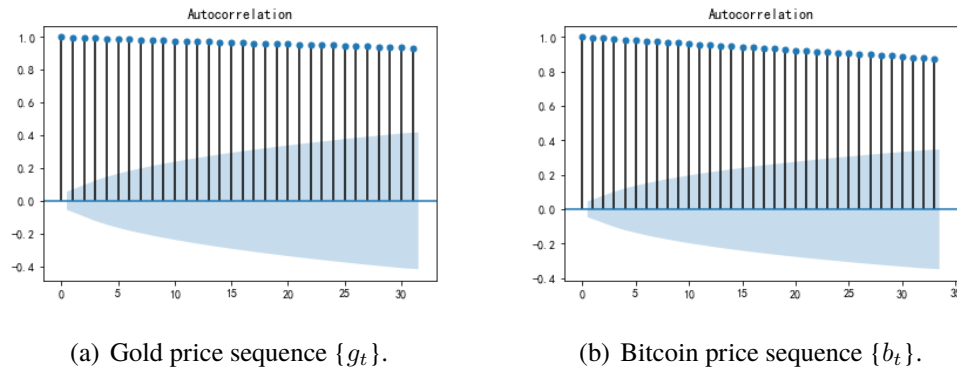 Autocorrelation
1.0
0.8
0.6
0.4
0.2
0.0
−0.2
−0.4
0 5 10 15 20 25 30
(a) Gold price sequence {g_t}.
Autocorrelation
1.0
0.8
0.6
0.4
0.2
0.0
−0.2
−0.4
0 5 10 15 20 25 30 35
(b) Bitcoin price sequence {b_t}.